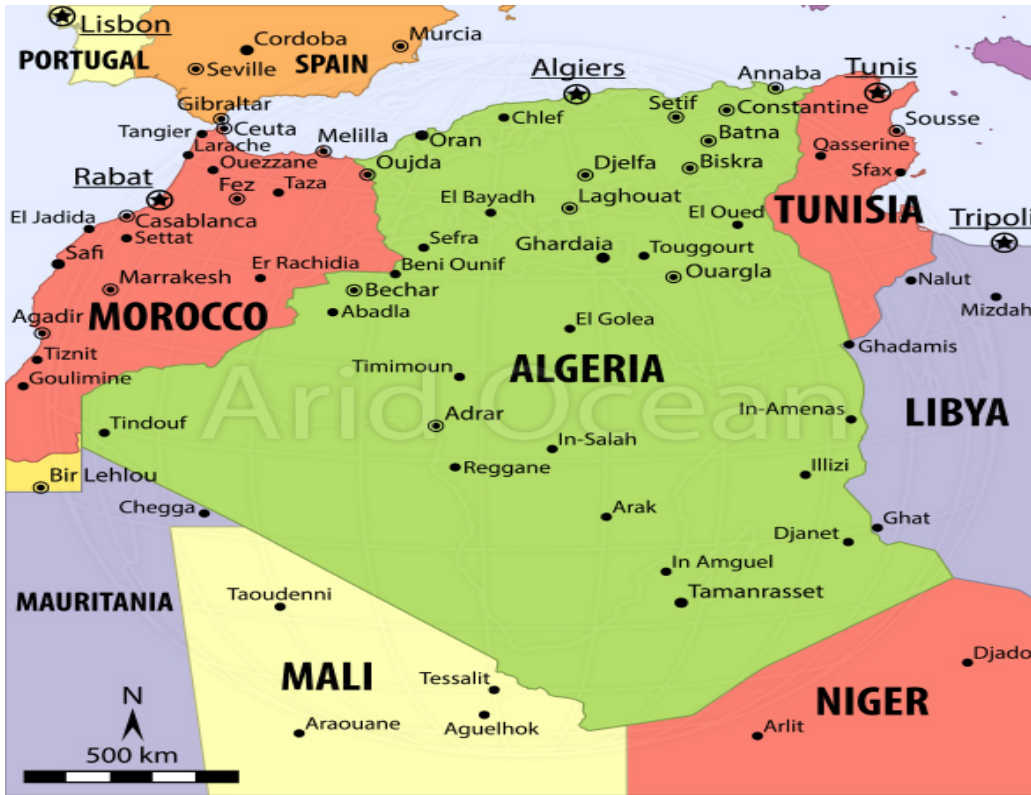 Lisbon
PORTUGAL
Cordoba
Murcia
Seville
SPAIN
Gibraltar
Algiers
Annaba
Tunis
Tangier
Ceuta
Melilla
Oran
Chlef
Setif
Constantine
Sousse
Larache
Ouezzane
Oujda
Batna
Qasserine
Rabat
Fez
Taza
Djelfa
Biskra
Sfax
El Jadida
Casablanca
El Bayadh
Laghouat
El Oued
TUNISIA
Tripoli
Settat
Safi
Sefra
Ghardaia
Touggourt
Er Rachidia
Beni Ounif
Ouargla
Nalut
Marrakesh
Bechar
Mizdah
Agadir
MOROCCO
Abadla
El Golea
Ghadamis
Tiznit
Goulimine
Timimoun
ALGERIA
Arid Ocean
Tindouf
Adrar
In-Amenas
LIBYA
In-Salah
Bir Lehlou
Reggane
Illizi
Chegga
Arak
Ghat
Djanet
In Amguel
MAURITANIA
Taoudenni
Tamanrasset
Djado
MALI
Tessalit
N
NIGER
Araouane
Aguelhok
Arlit
500 km